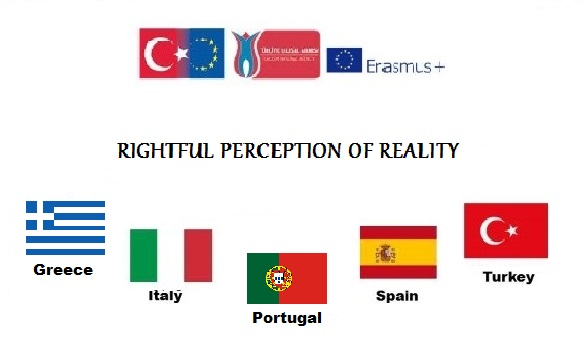 Erasmus+
RIGHTFUL PERCEPTION OF REALITY
Greece
Italy
Portugal
Spain
Turkey